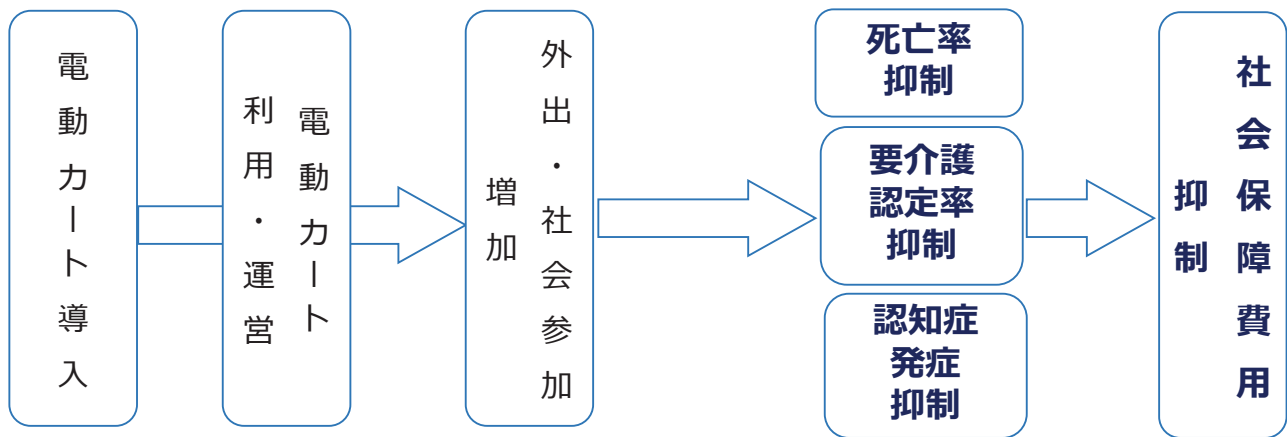 電動カート導入
電動カート
利用・運営
外出・社会参加
増加
死亡率
抑制
要介護
認定率
抑制
認知症
発症
抑制
社会保障費用
抑制